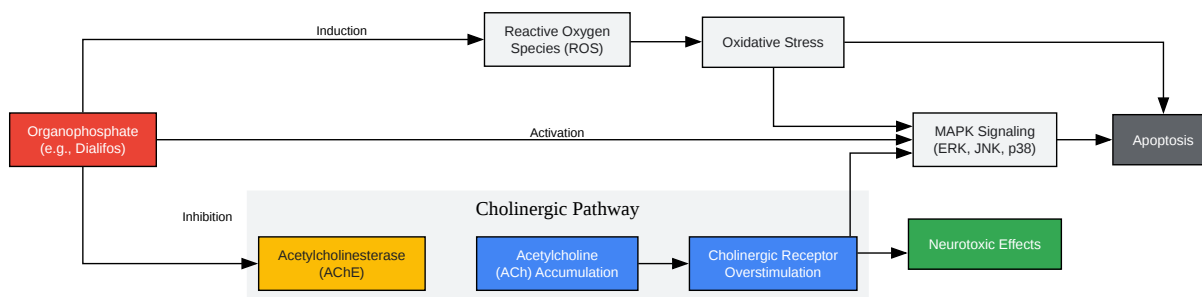 Induction
Reactive Oxygen
Species (ROS)
Oxidative Stress
Organophosphate
(e.g., Dialifos)
Activation
MAPK Signaling
(ERK, JNK, p38)
Apoptosis
Inhibition
Cholinergic Pathway
Acetylcholinesterase
(AChE)
Acetylcholine
(ACh) Accumulation
Cholinergic Receptor
Overstimulation
Neurotoxic Effects